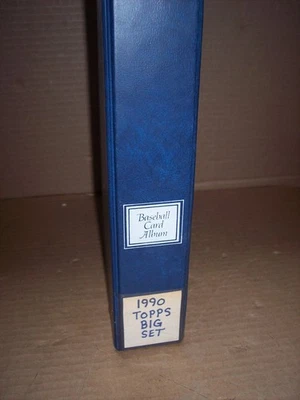 Baseball
Card
Album
1990
TOPPS
BIG
SET